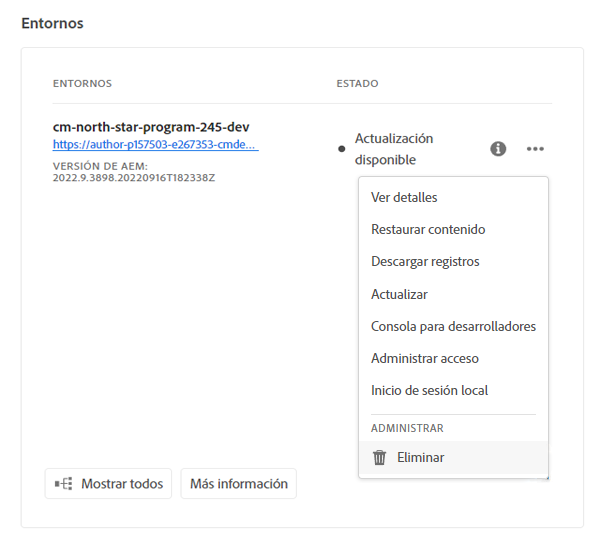 Entornos
ENTORNOS
ESTADO
cm-north-star-program-245-dev
https://author-p157503-e267353-cmde...
VERSIÓN DE AEM:
2022.9.3898.20220916T182338Z
Actualización
disponible
Ver detalles
Restaurar contenido
Descargar registros
Actualizar
Consola para desarrolladores
Administrar acceso
Inicio de sesión local
ADMINISTRAR
Eliminar
Mostrar todos
Más información